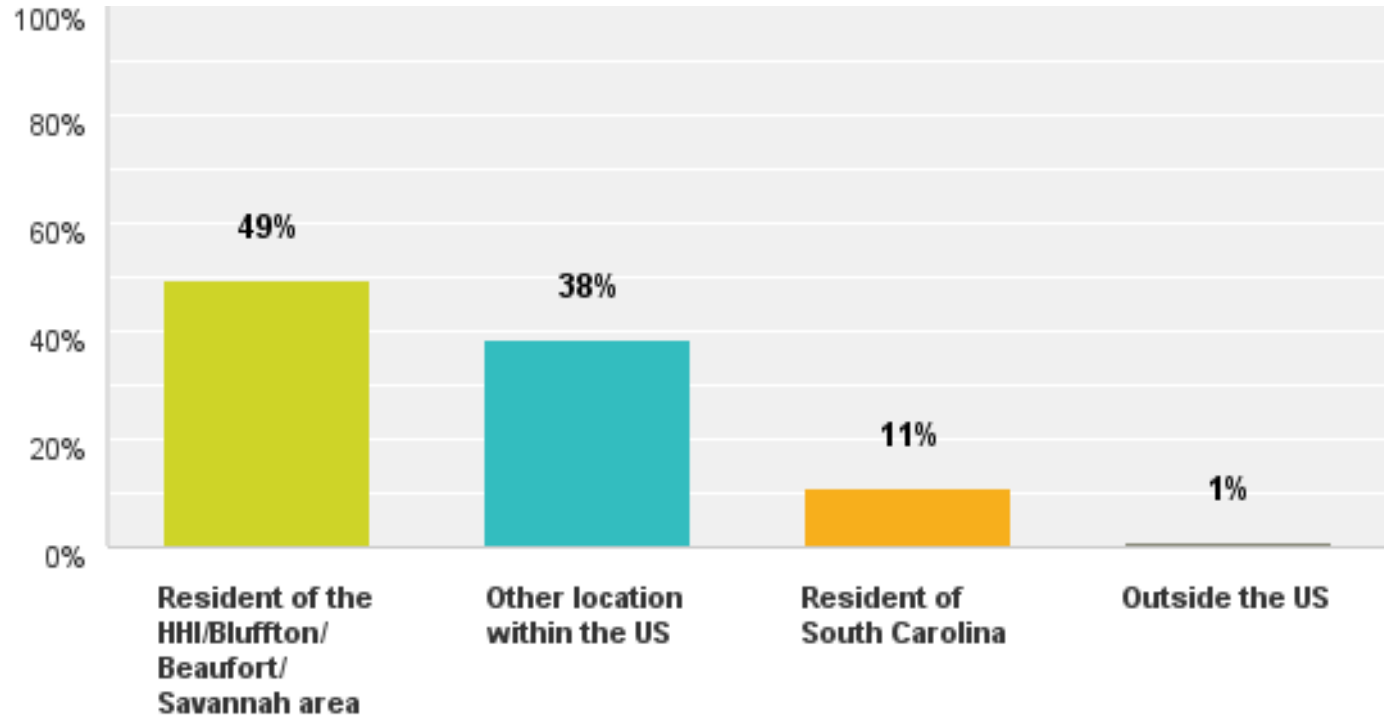 100%
80%
60%
40%
20%
0%
49%
38%
11%
1%
Resident of the
HHI/Bluffton/
Beaufort/
Savannah area
Other location
within the US
Resident of
South Carolina
Outside the US